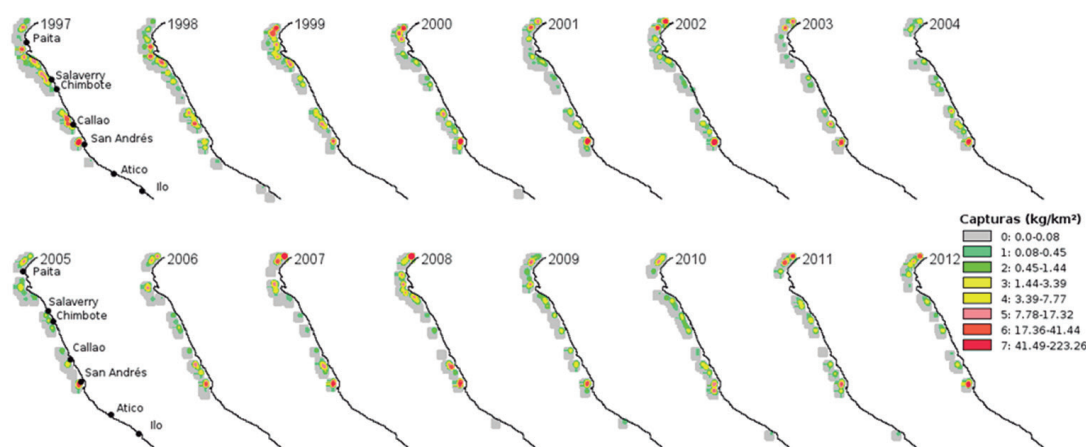 1997
1998
1999
2000
2001
2002
2003
2004
Paita
Salaverry
Chimbote
Callao
San Andrés
Atico
Ilo
2005
2006
2007
2008
2009
2010
2011
2012
Paita
Salaverry
Chimbote
Callao
San Andrés
Atico
Ilo
Capturas (kg/km²)
0: 0.0-0.08
1: 0.08-0.45
2: 0.45-1.44
3: 1.44-3.39
4: 3.39-7.77
5: 7.78-17.32
6: 17.36-41.44
7: 41.49-223.26